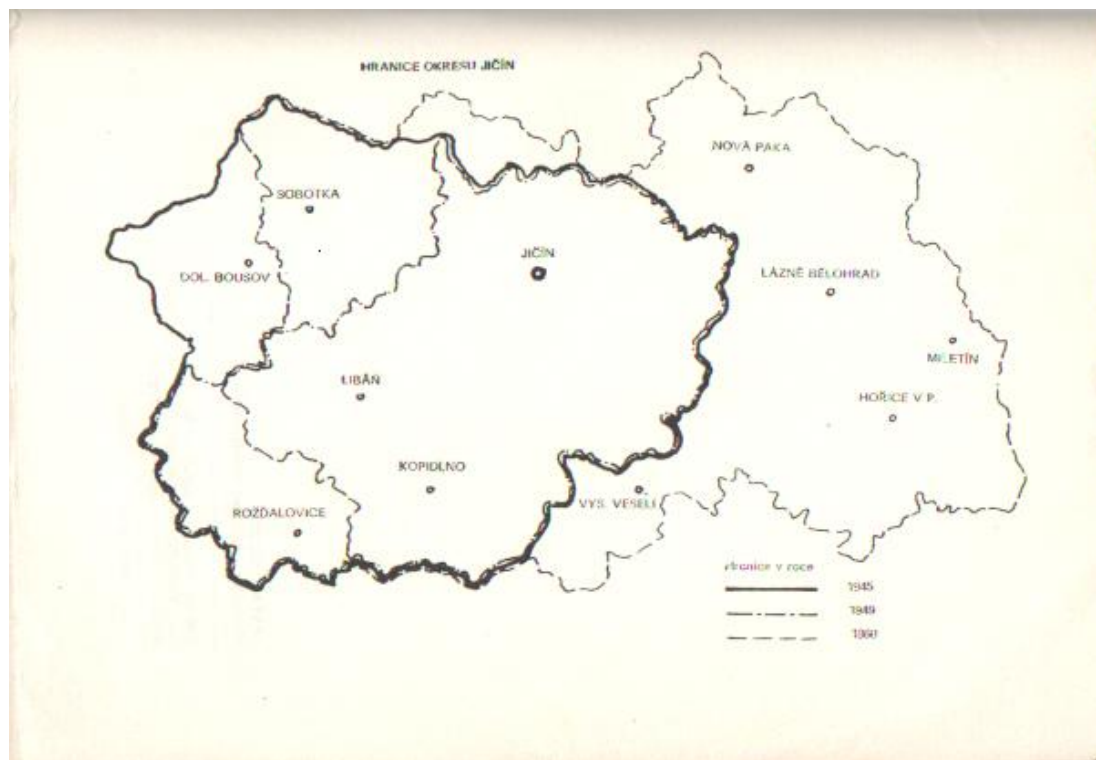 HRANICE OKRESU JIČÍN
NOVÁ PAKA
SOBOTKA
JIČÍN
DOL. BOUSOV
LÁZNĚ BĚLOHRAD
MILETÍN
LIBÁŇ
HOŘICE V P.
KOPIDLNO
VYS. VESELÍ
ROŽĎALOVICE
Hranice v roce
1945
1949
1960